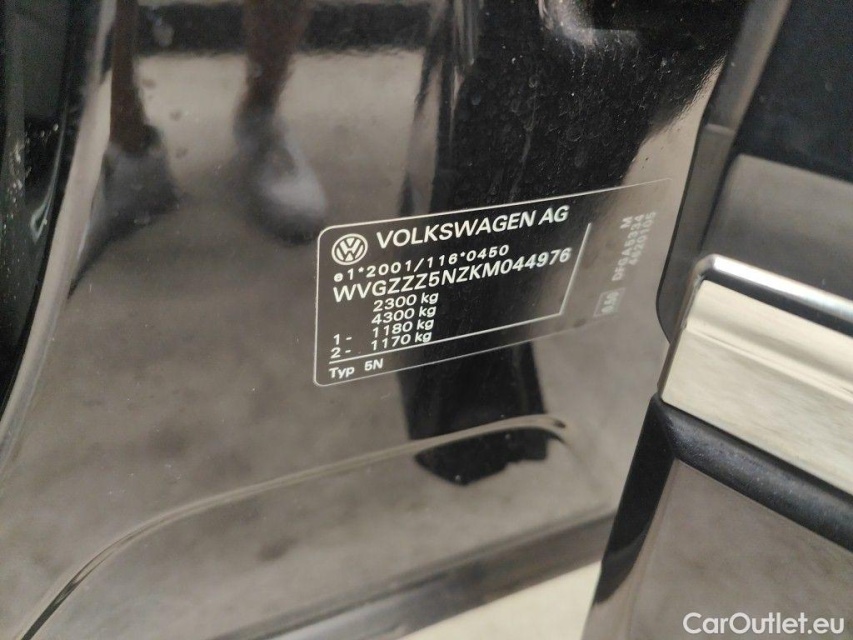 VOLKSWAGEN AG
e1*2001/116*0450
WVGZZZ5NZKM044976
2300 kg
4300 kg
1- 1180 kg
2- 1170 kg
Typ 5N
CarOutlet.eu